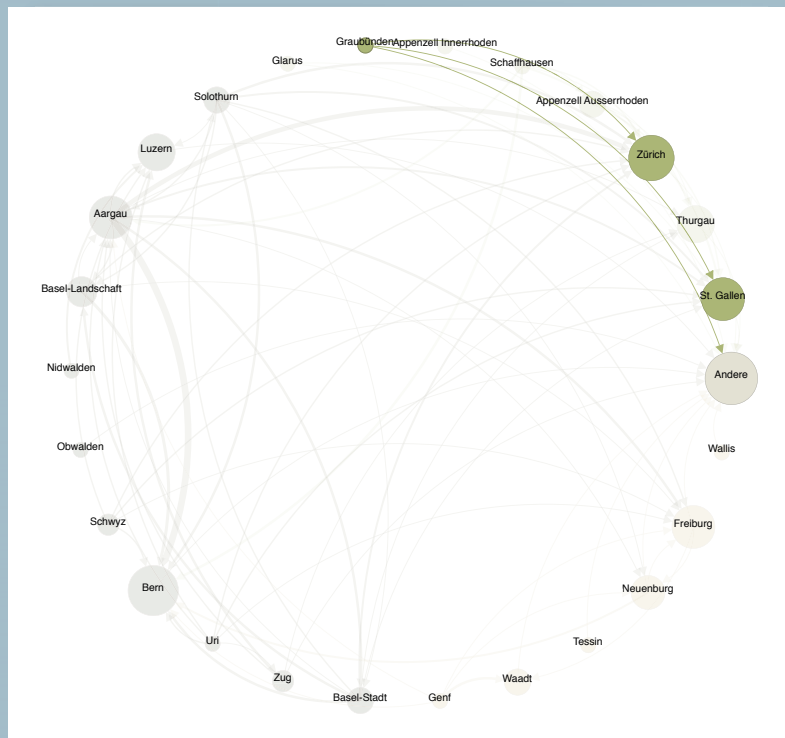 Graubünden
Appenzell Innerrhoden
Glarus
Schaffhausen
Solothurn
Appenzell Ausserrhoden
Luzern
Zürich
Aargau
Thurgau
Basel-Landschaft
St. Gallen
Nidwalden
Andere
Obwalden
Wallis
Schwyz
Freiburg
Bern
Neuenburg
Uri
Tessin
Zug
Waadt
Basel-Stadt
Genf